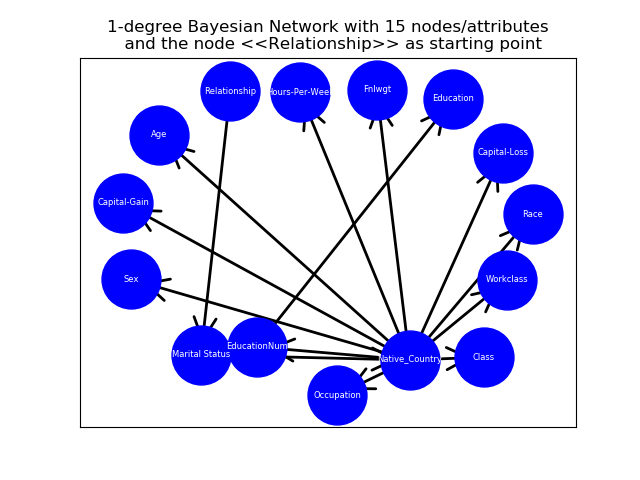 1-degree Bayesian Network with 15 nodes/attributes
and the node <<Relationship>> as starting point
Relationship
Hours-Per-Week
Fnlwgt
Education
Age
Capital-Loss
Capital-Gain
Race
Sex
Workclass
Marital Status
EducationNum
Native_Country
Class
Occupation